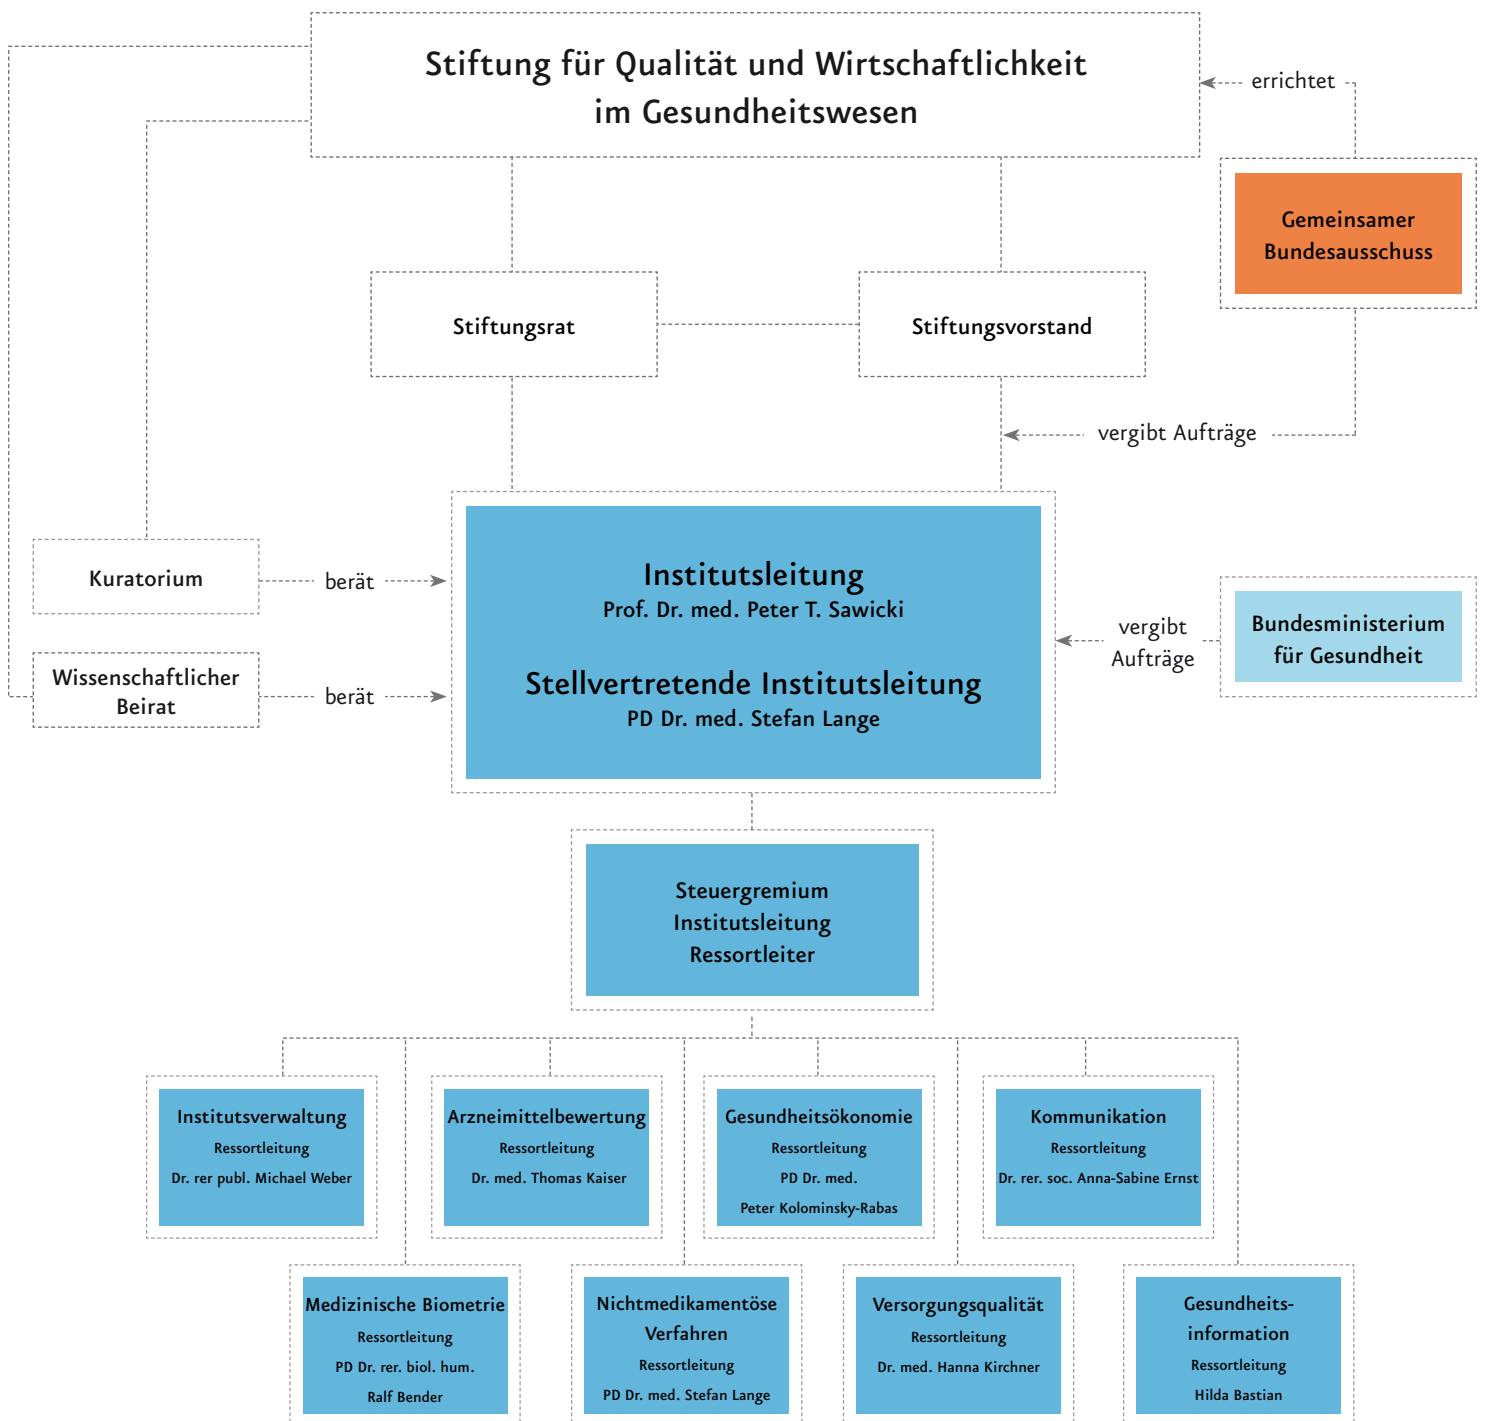 Stiftung für Qualität und Wirtschaftlichkeit
im Gesundheitswesen
errichtet
Gemeinsamer
Bundesausschuss
Stiftungsrat
Stiftungsvorstand
vergibt Aufträge
Kuratorium
berät
Institutsleitung
Prof. Dr. med. Peter T. Sawicki
Stellvertretende Institutsleitung
PD Dr. med. Stefan Lange
vergibt
Aufträge
Bundesministerium
für Gesundheit
Wissenschaftlicher
Beirat
berät
Steuergremium
Institutsleitung
Ressortleiter
Institutsverwaltung
Ressortleitung
Dr. rer publ. Michael Weber
Arzneimittelbewertung
Ressortleitung
Dr. med. Thomas Kaiser
Gesundheitsökonomie
Ressortleitung
PD Dr. med.
Peter Kolominsky-Rabas
Kommunikation
Ressortleitung
Dr. rer. soc. Anna-Sabine Ernst
Medizinische Biometrie
Ressortleitung
PD Dr. rer. biol. hum.
Ralf Bender
Nichtmedikamentöse
Verfahren
Ressortleitung
PD Dr. med. Stefan Lange
Versorgungsqualität
Ressortleitung
Dr. med. Hanna Kirchner
Gesundheits-
information
Ressortleitung
Hilda Bastian